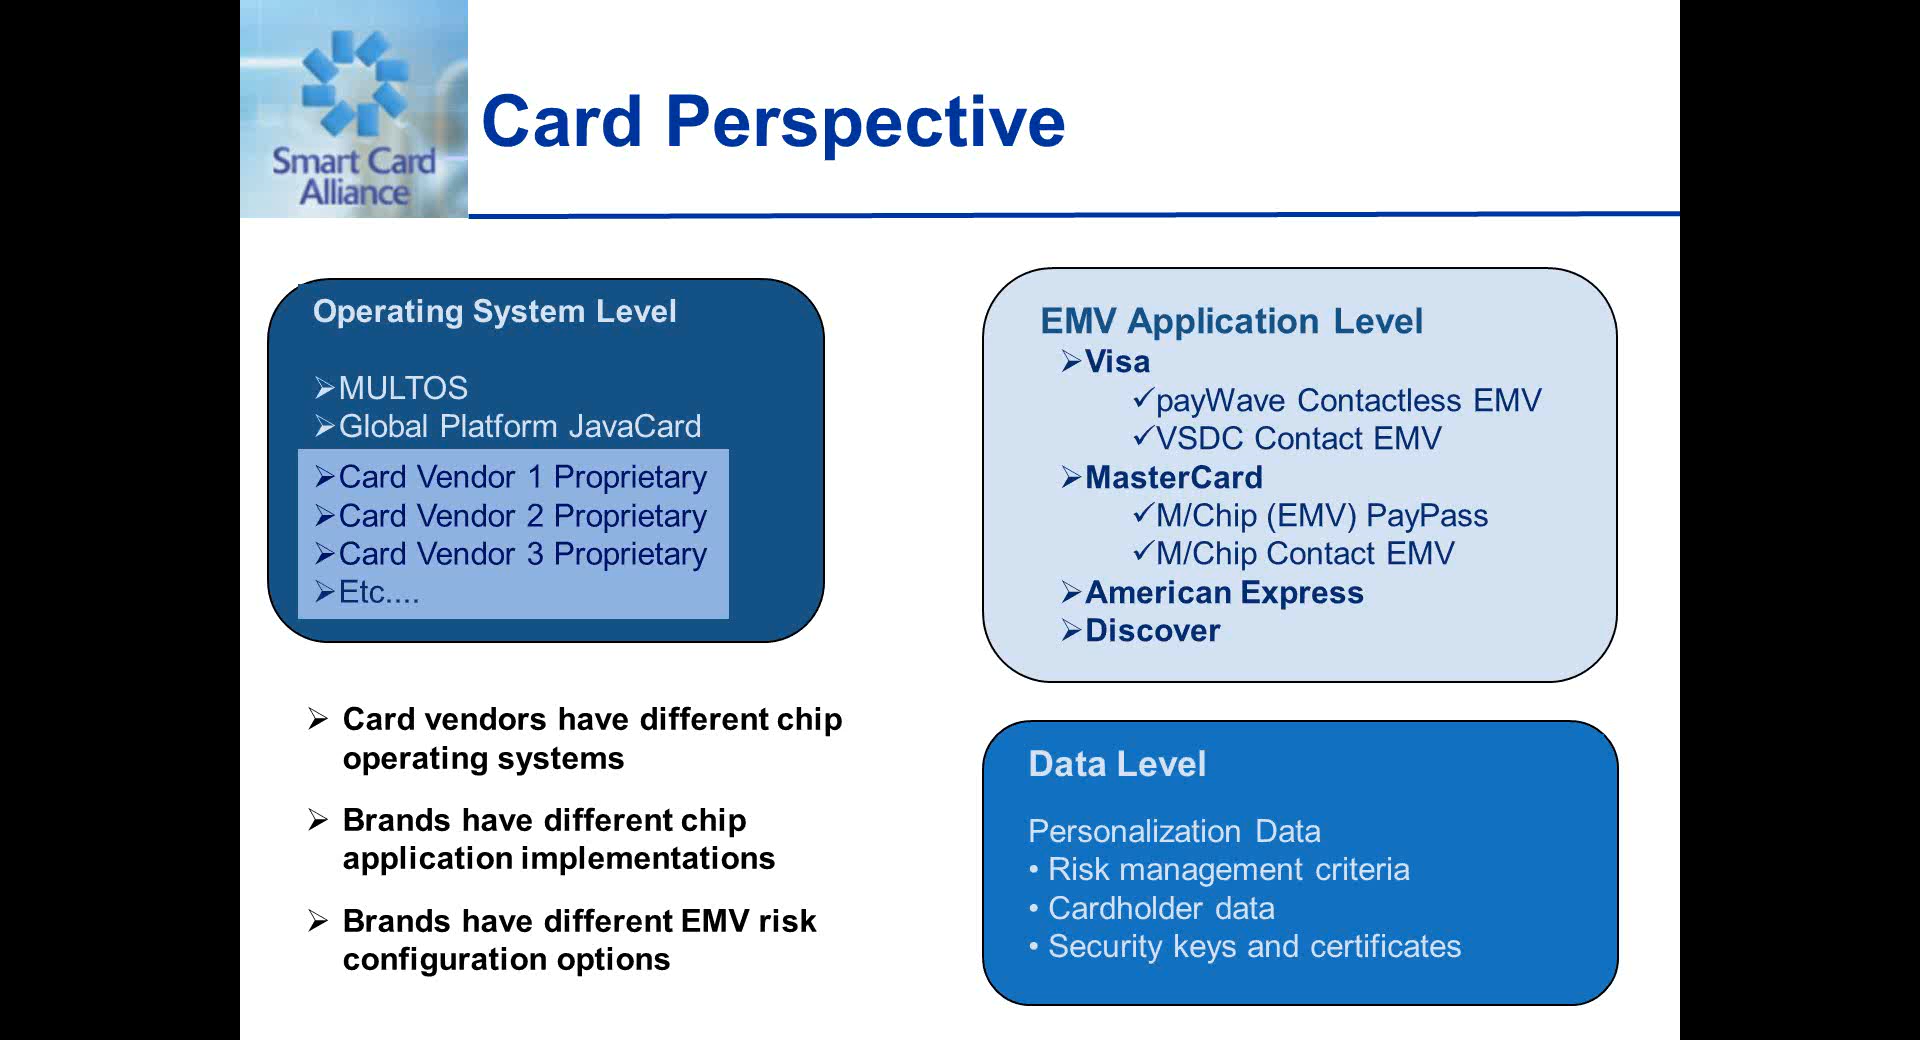 Smart Card
Alliance
Card Perspective
Operating System Level
➢MULTOS
➢Global Platform JavaCard
➢Card Vendor 1 Proprietary
➢Card Vendor 2 Proprietary
➢Card Vendor 3 Proprietary
➢Etc....
➢ Card vendors have different chip
operating systems
➢ Brands have different chip
application implementations
➢ Brands have different EMV risk
configuration options
EMV Application Level
➢Visa
✓payWave Contactless EMV
✓VSDC Contact EMV
➢MasterCard
✓M/Chip (EMV) PayPass
✓M/Chip Contact EMV
➢American Express
➢Discover
Data Level
Personalization Data
• Risk management criteria
• Cardholder data
• Security keys and certificates